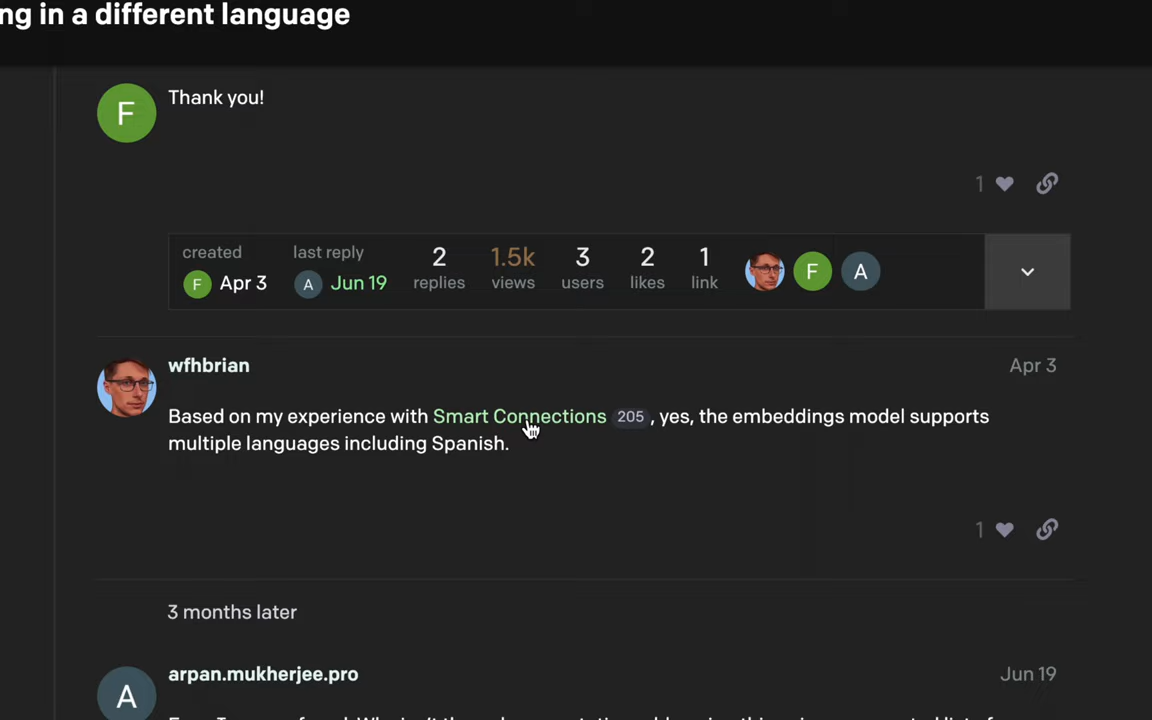 ng in a different language
F
Thank you!
1
created last reply 2 1.5k 3 2 1
F Apr 3 A Jun 19 replies views users likes link F A
wfhbrian Apr 3
Based on my experience with Smart Connections 205, yes, the embeddings model supports
multiple languages including Spanish.
1
3 months later
arpan.mukherjee.pro Jun 19
A